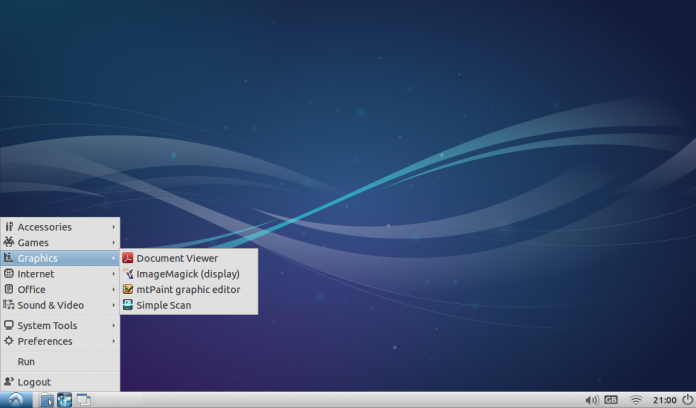 Accessories
Games
Graphics
Document Viewer
Internet
ImageMagick (display)
Office
mtPaint graphic editor
Sound & Video
Simple Scan
System Tools
Preferences
Run
Logout
GB
21:00